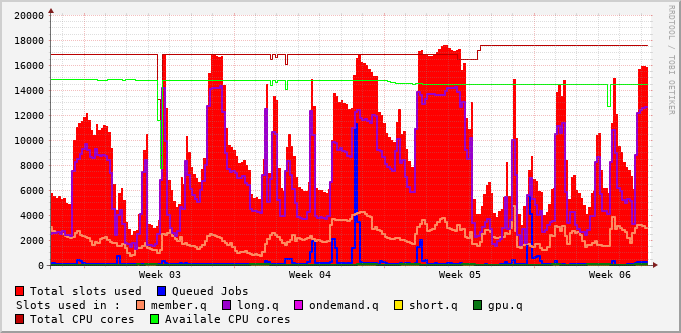 RRDTOOL / TOBI OETIKER
20000
18000
16000
14000
12000
10000
8000
6000
4000
2000
0
Week 03 Week 04 Week 05 Week 06
Total slots used Queued Jobs
Slots used in : member.q long.q ondemand.q short.q gpu.q
Total CPU cores Availale CPU cores